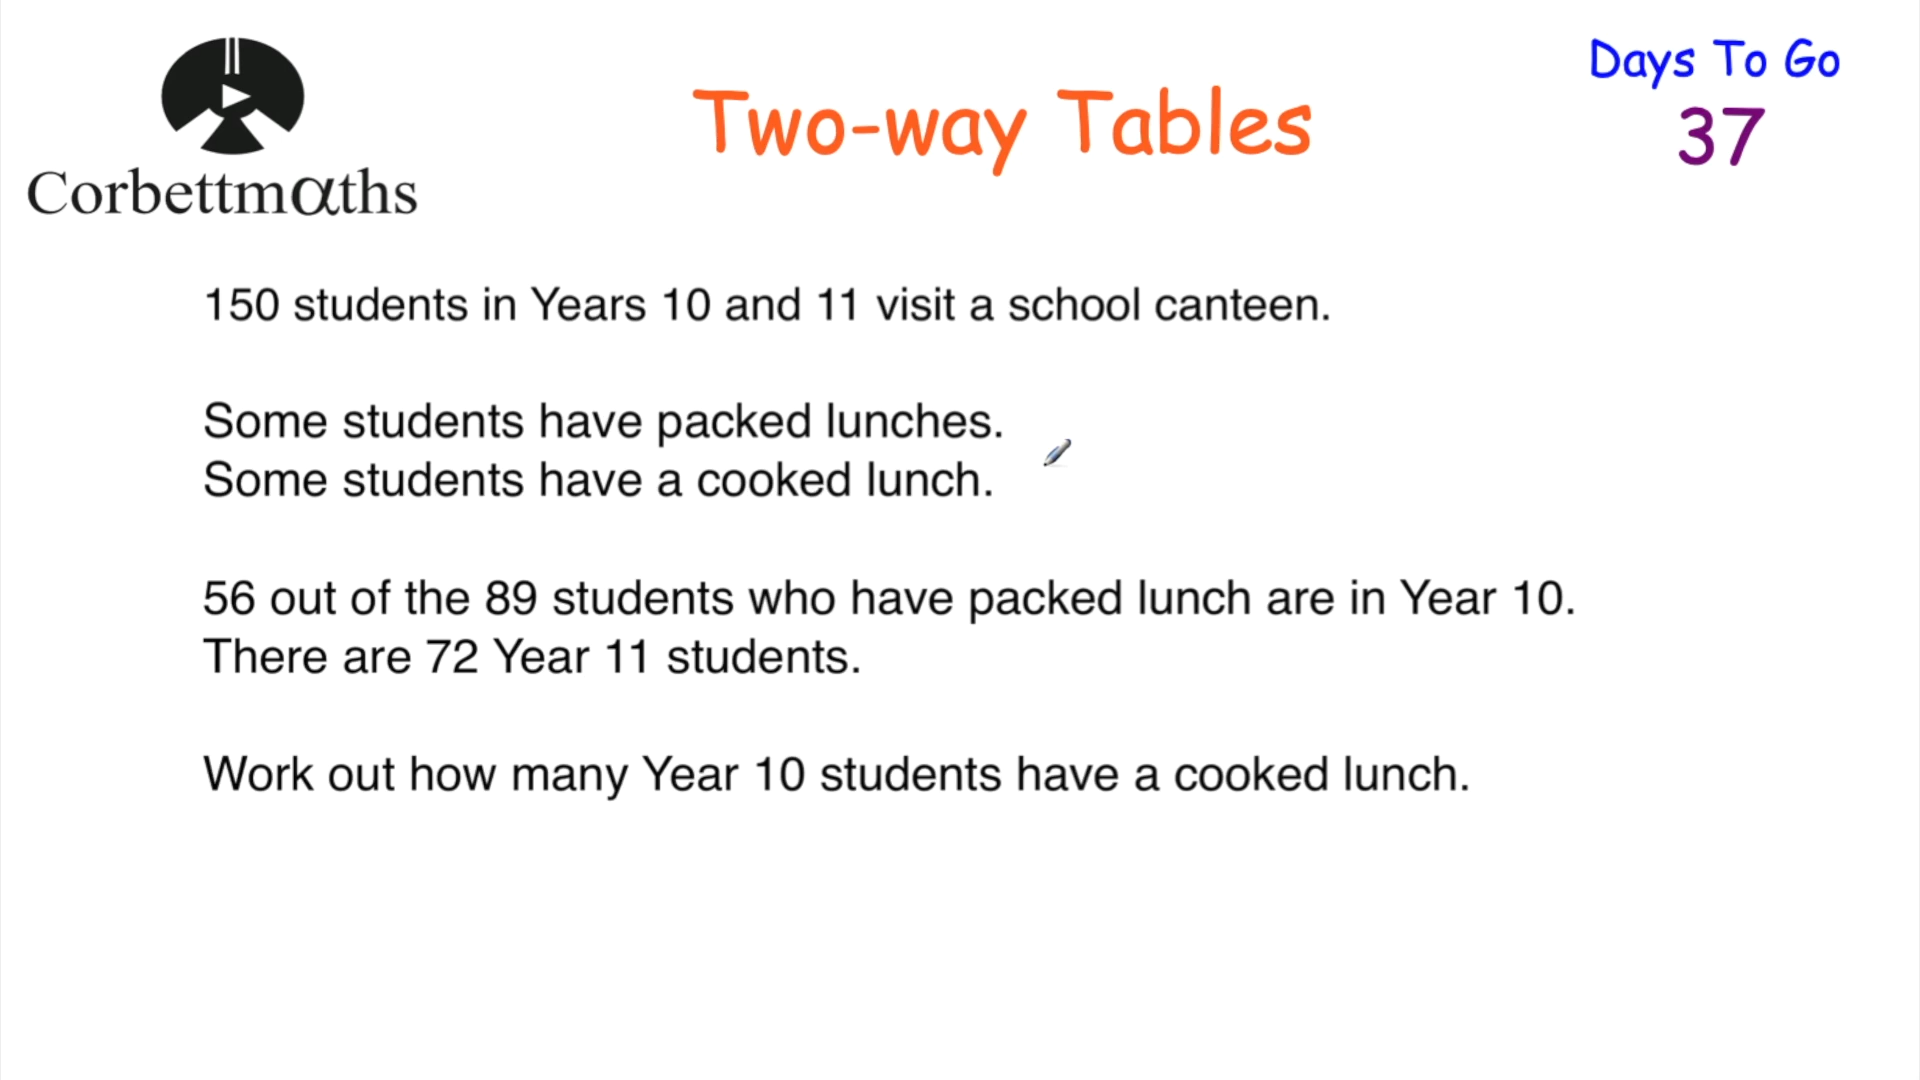 Corbettmαths
Two-way Tables
Days To Go
37
150 students in Years 10 and 11 visit a school canteen.
Some students have packed lunches.
Some students have a cooked lunch.
56 out of the 89 students who have packed lunch are in Year 10.
There are 72 Year 11 students.
Work out how many Year 10 students have a cooked lunch.